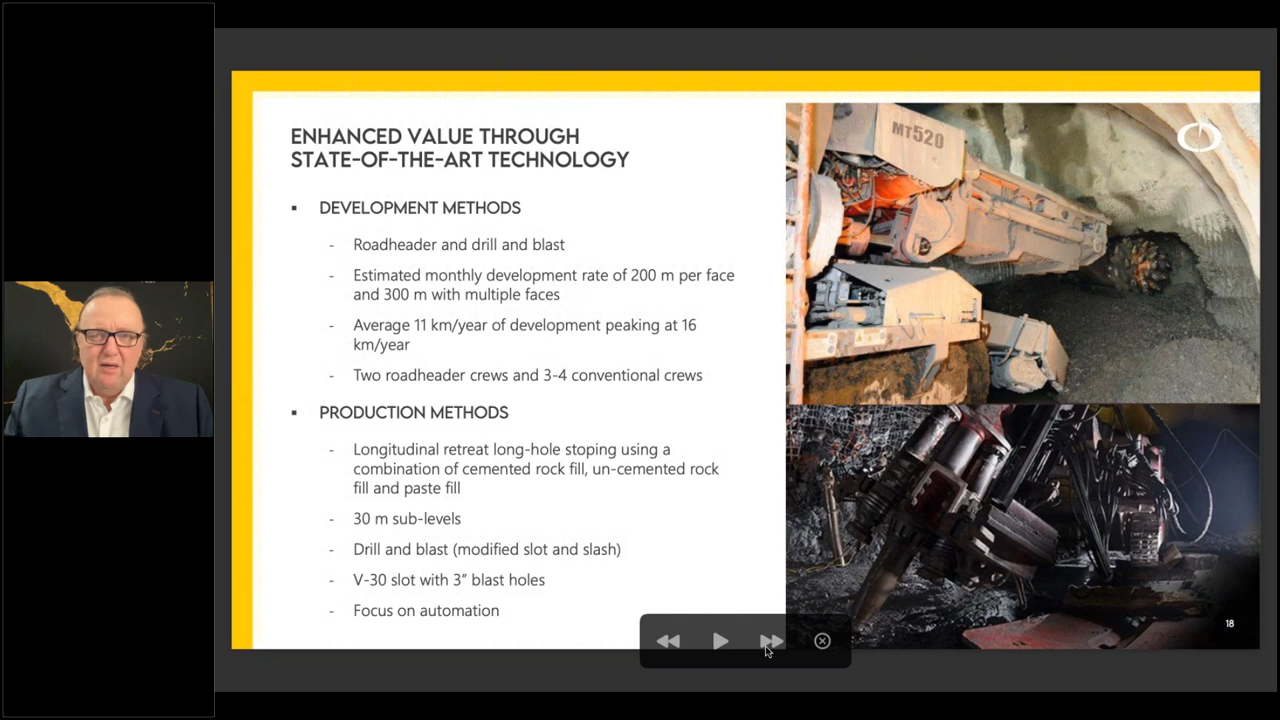 ENHANCED VALUE THROUGH
STATE-OF-THE-ART TECHNOLOGY
▪ DEVELOPMENT METHODS
- Roadheader and drill and blast
- Estimated monthly development rate of 200 m per face
and 300 m with multiple faces
- Average 11 km/year of development peaking at 16
km/year
- Two roadheader crews and 3-4 conventional crews
▪ PRODUCTION METHODS
- Longitudinal retreat long-hole stoping using a
combination of cemented rock fill, un-cemented rock
fill and paste fill
- 30 m sub-levels
- Drill and blast (modified slot and slash)
- V-30 slot with 3” blast holes
- Focus on automation
MT520
18